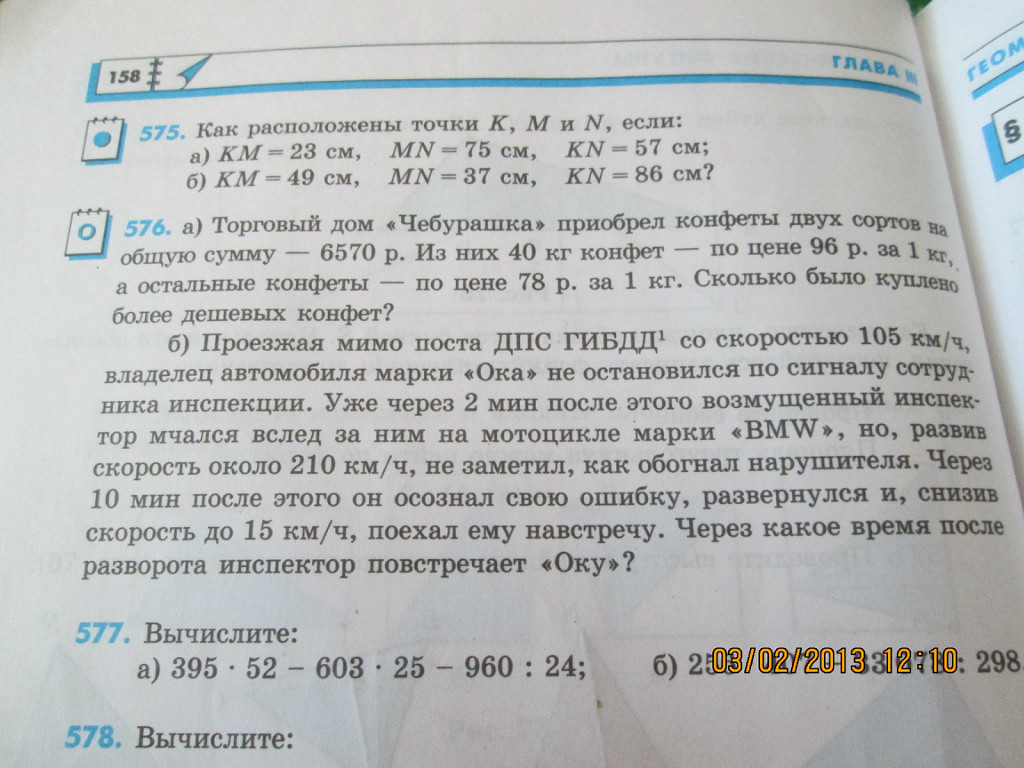 158
ГЛАВА III
ГЕОМ
§
575. Как расположены точки K, M и N, если:
а) KM = 23 см, MN = 75 см, KN = 57 см;
б) KM = 49 см, MN = 37 см, KN = 86 см?
576. а) Торговый дом «Чебурашка» приобрел конфеты двух сортов на
общую сумму — 6570 р. Из них 40 кг конфет — по цене 96 р. за 1 кг,
а остальные конфеты — по цене 78 р. за 1 кг. Сколько было куплено
более дешевых конфет?
б) Проезжая мимо поста ДПС ГИБДД¹ со скоростью 105 км/ч,
владелец автомобиля марки «Ока» не остановился по сигналу сотруд-
ника инспекции. Уже через 2 мин после этого возмущенный инспек-
тор мчался вслед за ним на мотоцикле марки «BMW», но, развив
скорость около 210 км/ч, не заметил, как обогнал нарушителя. Через
10 мин после этого он осознал свою ошибку, развернулся и, снизив
скорость до 15 км/ч, поехал ему навстречу. Через какое время после
разворота инспектор повстречает «Оку»?
577. Вычислите:
а) 395 · 52 – 603 · 25 – 960 : 24; б) : 298
03/02/2013 12:10
578. Вычислите: